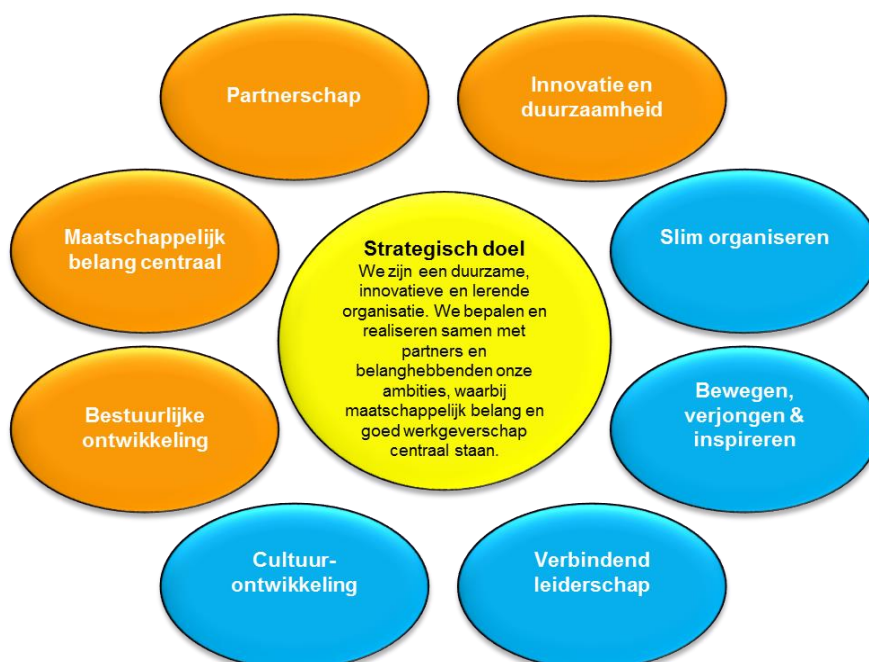 Partnerschap
Innovatie en
duurzaamheid
Maatschappelijk
belang centraal
Slim organiseren
Strategisch doel
We zijn een duurzame,
innovatieve en lerende
organisatie. We bepalen en
realiseren samen met
partners en
belanghebbenden onze
ambities, waarbij
maatschappelijk belang en
goed werkgeverschap
centraal staan.
Bestuurlijke
ontwikkeling
Bewegen,
verjongen &
inspireren
Cultuur-
ontwikkeling
Verbindend
leiderschap